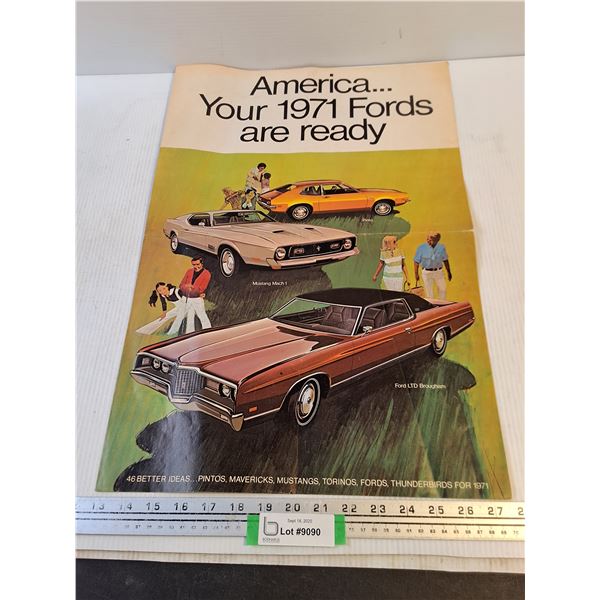 America...
Your 1971 Fords
are ready
Pinto
Mustang Mach 1
Ford LTD Brougham
46 BETTER IDEAS...PINTOS, MAVERICKS, MUSTANGS, TORINOS, FORDS, THUNDERBIRDS FOR 1971
13 14 15 16 17 18 19 20 21 22 23 24 25 26 27
Lot #9090